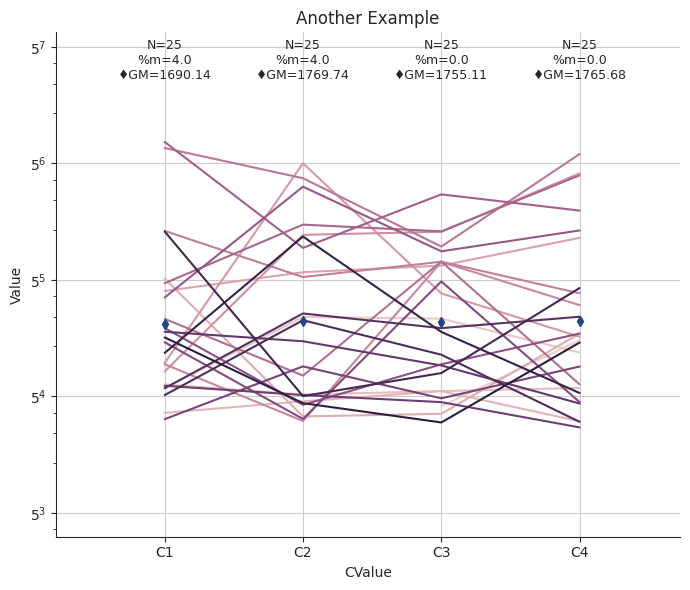 Another Example
N=25 N=25 N=25 N=25
%m=4.0 %m=4.0 %m=0.0 %m=0.0
♦GM=1690.14 ♦GM=1769.74 ♦GM=1755.11 ♦GM=1765.68
5⁷
5⁶
5⁵
5⁴
5³
Value
C1 C2 C3 C4
CValue